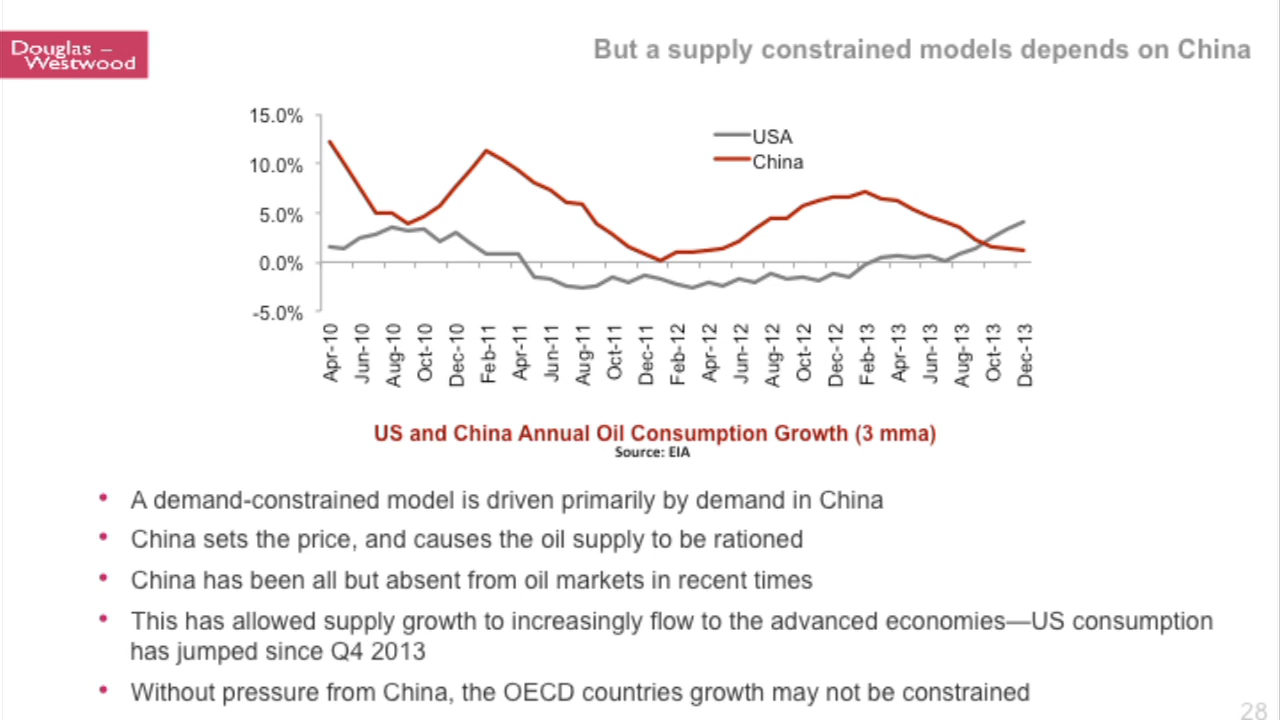 Douglas –
Westwood
But a supply constrained models depends on China
15.0%
10.0%
5.0%
0.0%
-5.0%
USA
China
Apr-10
Jun-10
Aug-10
Oct-10
Dec-10
Feb-11
Apr-11
Jun-11
Aug-11
Oct-11
Dec-11
Feb-12
Apr-12
Jun-12
Aug-12
Oct-12
Dec-12
Feb-13
Apr-13
Jun-13
Aug-13
Oct-13
Dec-13
US and China Annual Oil Consumption Growth (3 mma)
Source: EIA
• A demand-constrained model is driven primarily by demand in China
• China sets the price, and causes the oil supply to be rationed
• China has been all but absent from oil markets in recent times
• This has allowed supply growth to increasingly flow to the advanced economies—US consumption
has jumped since Q4 2013
• Without pressure from China, the OECD countries growth may not be constrained
28